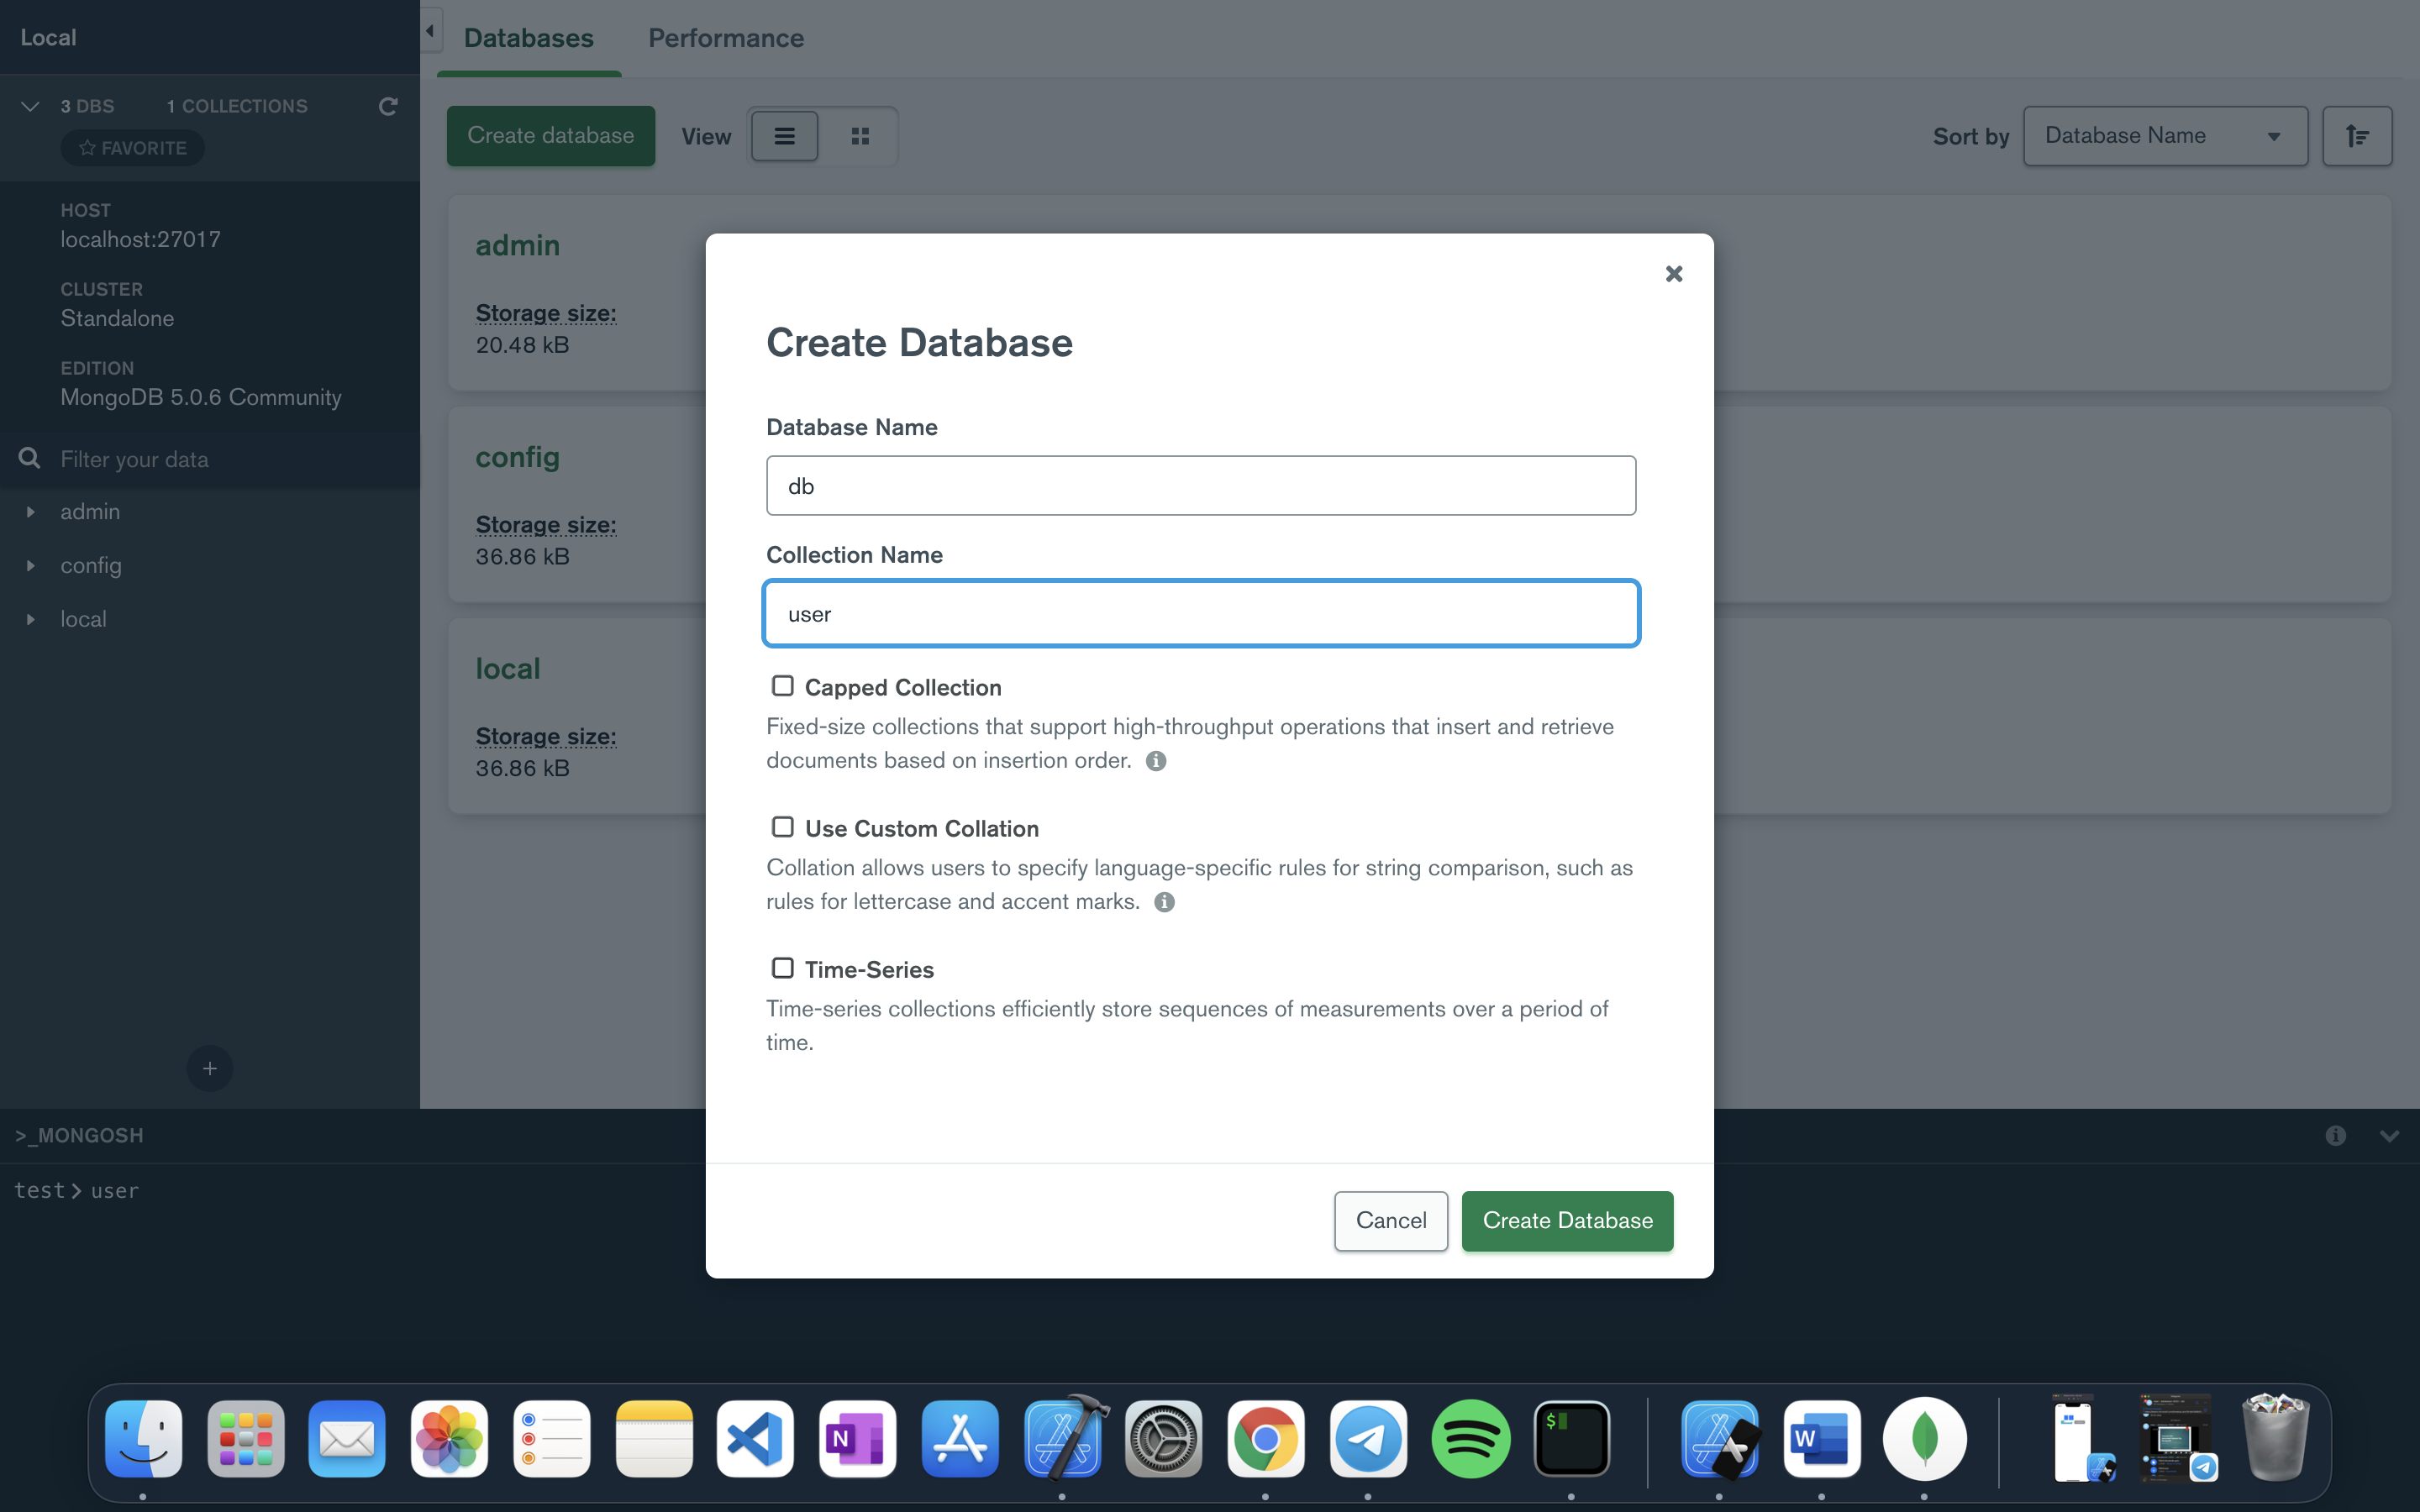 Local
3 DBS 1 COLLECTIONS
FAVORITE
HOST
localhost:27017
CLUSTER
Standalone
EDITION
MongoDB 5.0.6 Community
Filter your data
admin
config
local
Databases Performance
Create database View Sort by Database Name
admin
Storage size:
20.48 kB
config
Storage size:
36.86 kB
local
Storage size:
36.86 kB
Create Database
Database Name
db
Collection Name
user
Capped Collection
Fixed-size collections that support high-throughput operations that insert and retrieve
documents based on insertion order.
Use Custom Collation
Collation allows users to specify language-specific rules for string comparison, such as
rules for lettercase and accent marks.
Time-Series
Time-series collections efficiently store sequences of measurements over a period of
time.
Cancel Create Database
>_MONGOSH
test> user
N
$
W